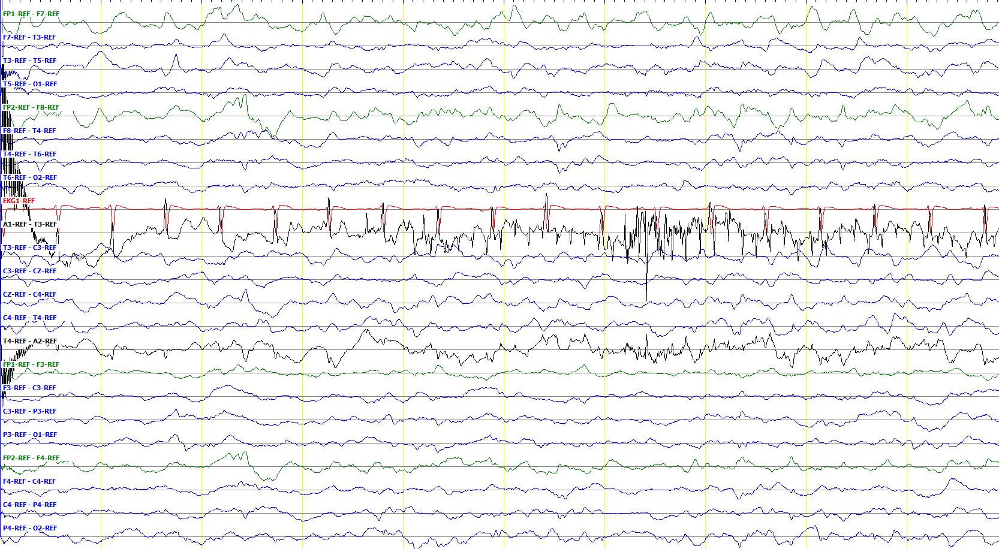 FP1-REF - F7-REF
F7-REF - T3-REF
T3-REF - T5-REF
T5-REF - O1-REF
FP2-REF - F8-REF
F8-REF - T4-REF
T4-REF - T6-REF
T6-REF - O2-REF
EKG1-REF
A1-REF - T3-REF
T3-REF - C3-REF
C3-REF - CZ-REF
CZ-REF - C4-REF
C4-REF - T4-REF
T4-REF - A2-REF
FP1-REF - F3-REF
F3-REF - C3-REF
C3-REF - P3-REF
P3-REF - O1-REF
FP2-REF - F4-REF
F4-REF - C4-REF
C4-REF - P4-REF
P4-REF - O2-REF